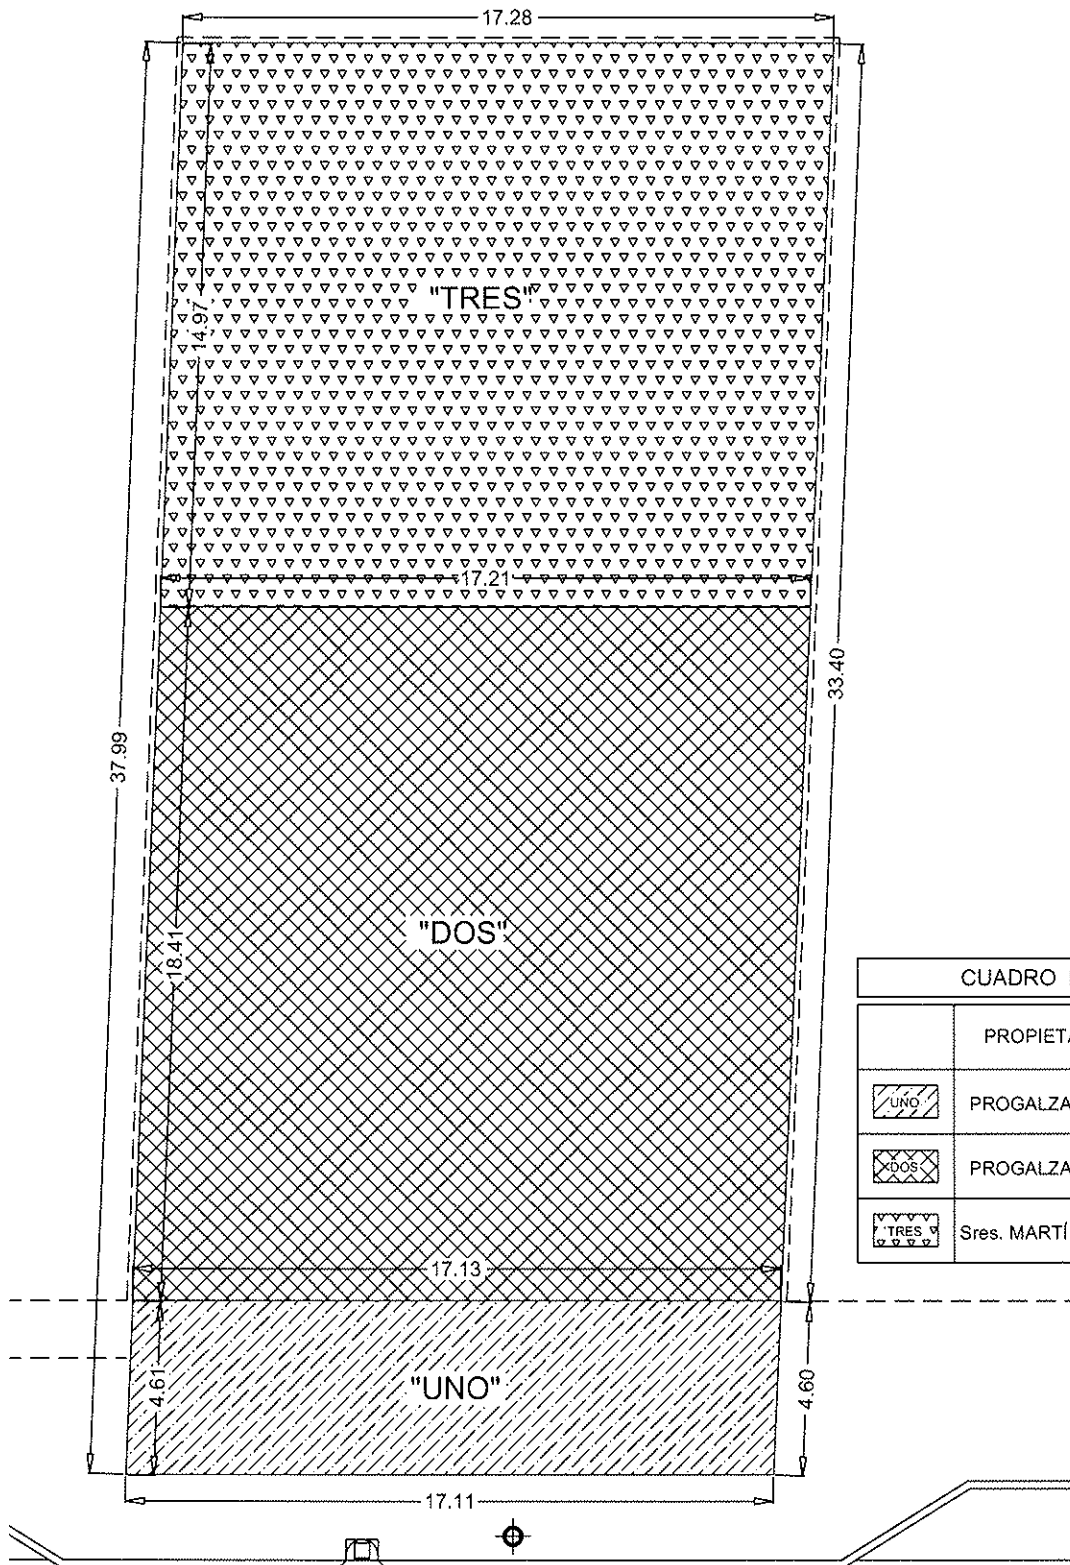 17.28
"TRES"
14.97
17.21
33.40
37.99
"DOS"
18.41
CUADRO
PROPIETA
UNO
PROGALZA
DOS
PROGALZA
TRES
Sres. MARTÍ
17.13
"UNO"
4.61
4.60
17.11